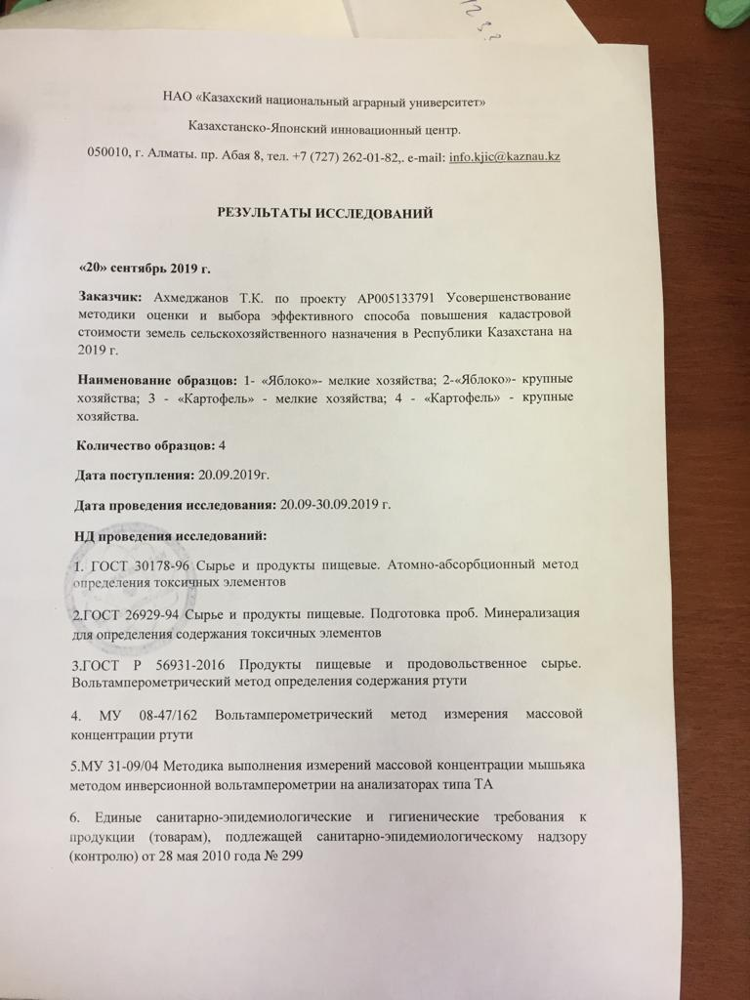 НАО «Казахский национальный аграрный университет»
Казахстанско-Японский инновационный центр.
050010, г. Алматы. пр. Абая 8, тел. +7 (727) 262-01-82,. e-mail: info.kjic@kaznau.kz
РЕЗУЛЬТАТЫ ИССЛЕДОВАНИЙ
«20» сентябрь 2019 г.
Заказчик: Ахмеджанов Т.К. по проекту АР005133791 Усовершенствование
методики оценки и выбора эффективного способа повышения кадастровой
стоимости земель сельскохозяйственного назначения в Республики Казахстана на
2019 г.
Наименование образцов: 1- «Яблоко»- мелкие хозяйства; 2-«Яблоко»- крупные
хозяйства; 3 - «Картофель» - мелкие хозяйства; 4 - «Картофель» - крупные
хозяйства.
Количество образцов: 4
Дата поступления: 20.09.2019г.
Дата проведения исследования: 20.09-30.09.2019 г.
НД проведения исследований:
1. ГОСТ 30178-96 Сырье и продукты пищевые. Атомно-абсорбционный метод
определения токсичных элементов
2.ГОСТ 26929-94 Сырье и продукты пищевые. Подготовка проб. Минерализация
для определения содержания токсичных элементов
3.ГОСТ Р 56931-2016 Продукты пищевые и продовольственное сырье.
Вольтамперометрический метод определения содержания ртути
4. МУ 08-47/162 Вольтамперометрический метод измерения массовой
концентрации ртути
5.МУ 31-09/04 Методика выполнения измерений массовой концентрации мышьяка
методом инверсионной вольтамперометрии на анализаторах типа ТА
6. Единые санитарно-эпидемиологические и гигиенические требования к
продукции (товарам), подлежащей санитарно-эпидемиологическому надзору
(контролю) от 28 мая 2010 года № 299